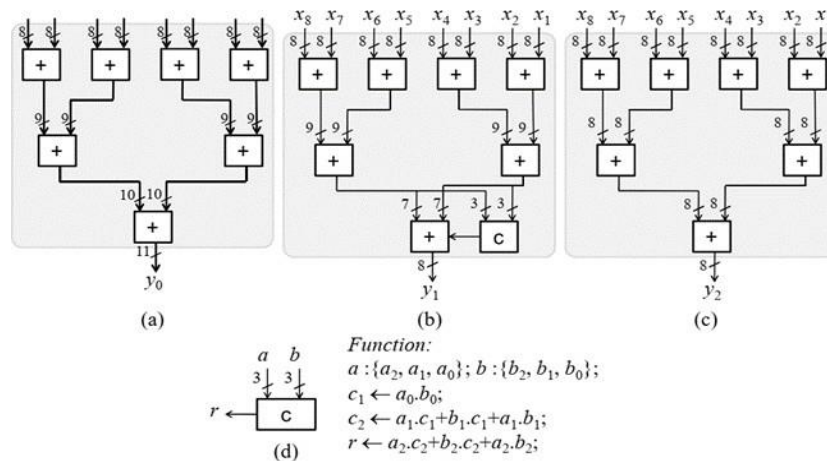 x8 x7 x6 x5 x4 x3 x2 x1 x8 x7 x6 x5 x4 x3 x2 x
8 8 8 8 8 8 8 8 8 8 8 8 8 8 8 8 8 8 8 8 8 8 8 8
+ + + + + + + + + + + +
9 9 9 9 9 9 9 9 8 8 8 8
+ + + + + +
10 10 7 7 3 3 8 8
+ + C +
11 8 8
y0 y1 y2
(a) (b) (c)
a b
3 3
r C
(d)
Function:
a :{a2, a1, a0}; b :{b2, b1, b0};
c1 ← a0.b0;
c2 ← a1.c1+b1.c1+a1.b1;
r ← a2.c2+b2.c2+a2.b2;